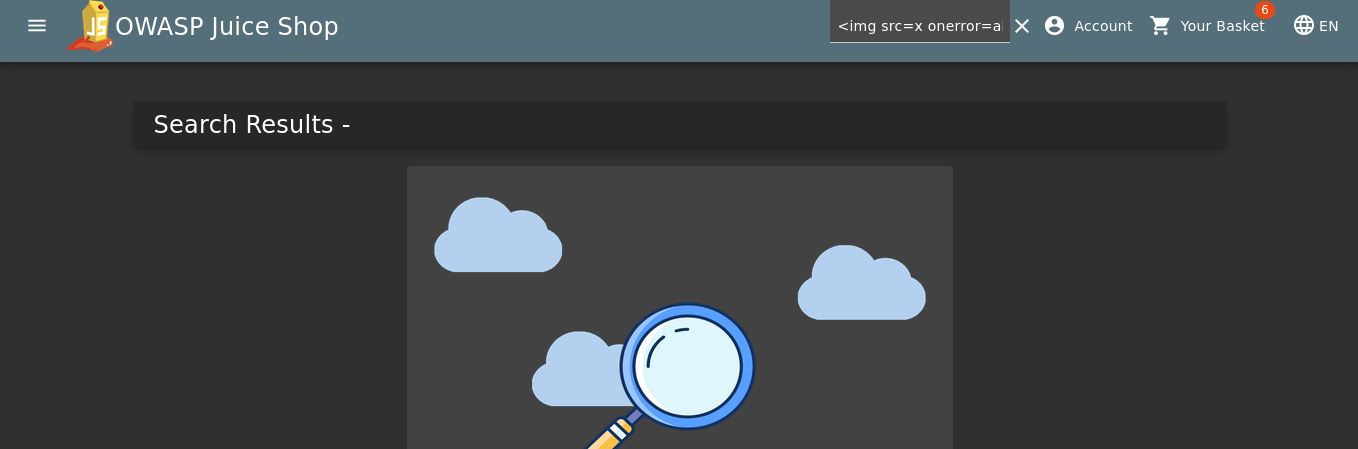 OWASP Juice Shop
<img src=x onerror=al
Account
Your Basket
6
EN
Search Results -